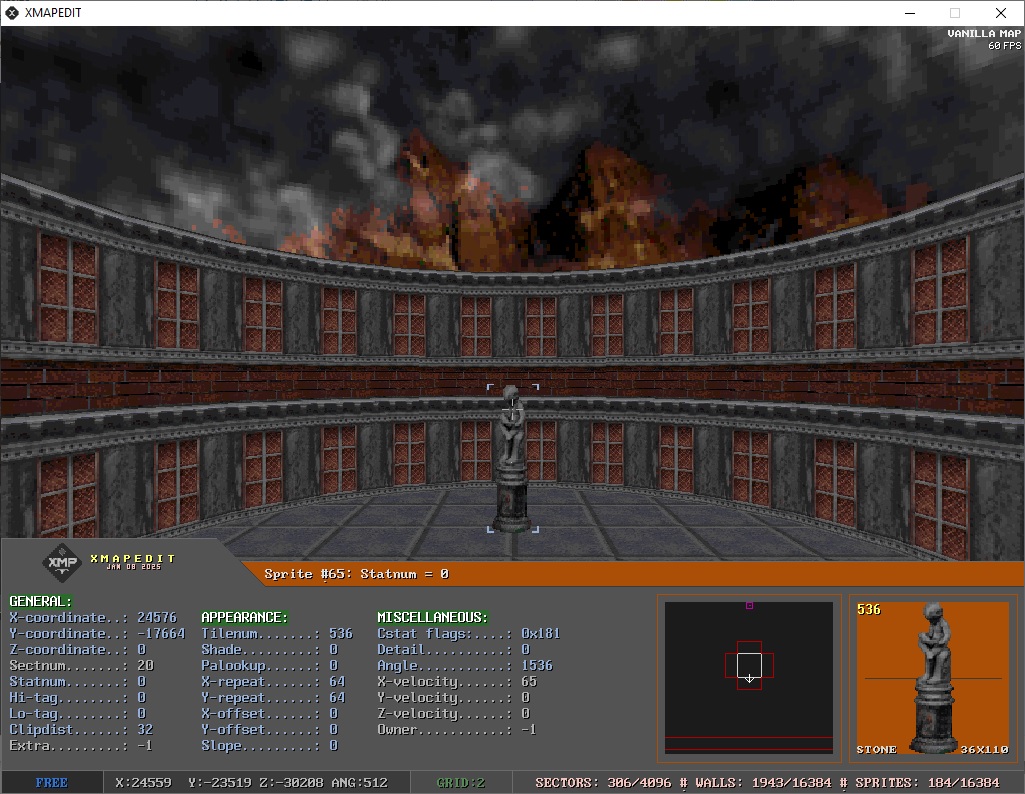 XMAPEDIT
VANILLA MAP
60 FPS
XMP XMAPEDIT
JAN 08 2025
Sprite #65: Statnum = 0
GENERAL:
X-coordinate..: 24576
Y-coordinate..: -17664
Z-coordinate..: 0
Sectnum.......: 20
Statnum.......: 0
Hi-tag........: 0
Lo-tag........: 0
Clipdist......: 32
Extra.........: -1
APPEARANCE:
Tilenum.......: 536
Shade.........: 0
Palookup......: 0
X-repeat......: 64
Y-repeat......: 64
X-offset......: 0
Y-offset......: 0
Slope.........: 0
MISCELLANEOUS:
Cstat flags:....: 0x181
Detail..........: 0
Angle...........: 1536
X-velocity......: 65
Y-velocity......: 0
Z-velocity......: 0
Owner...........: -1
536
STONE 36X110
FREE X:24559 Y:-23519 Z:-30208 ANG:512 GRID:2 SECTORS: 306/4096 # WALLS: 1943/16384 # SPRITES: 184/16384